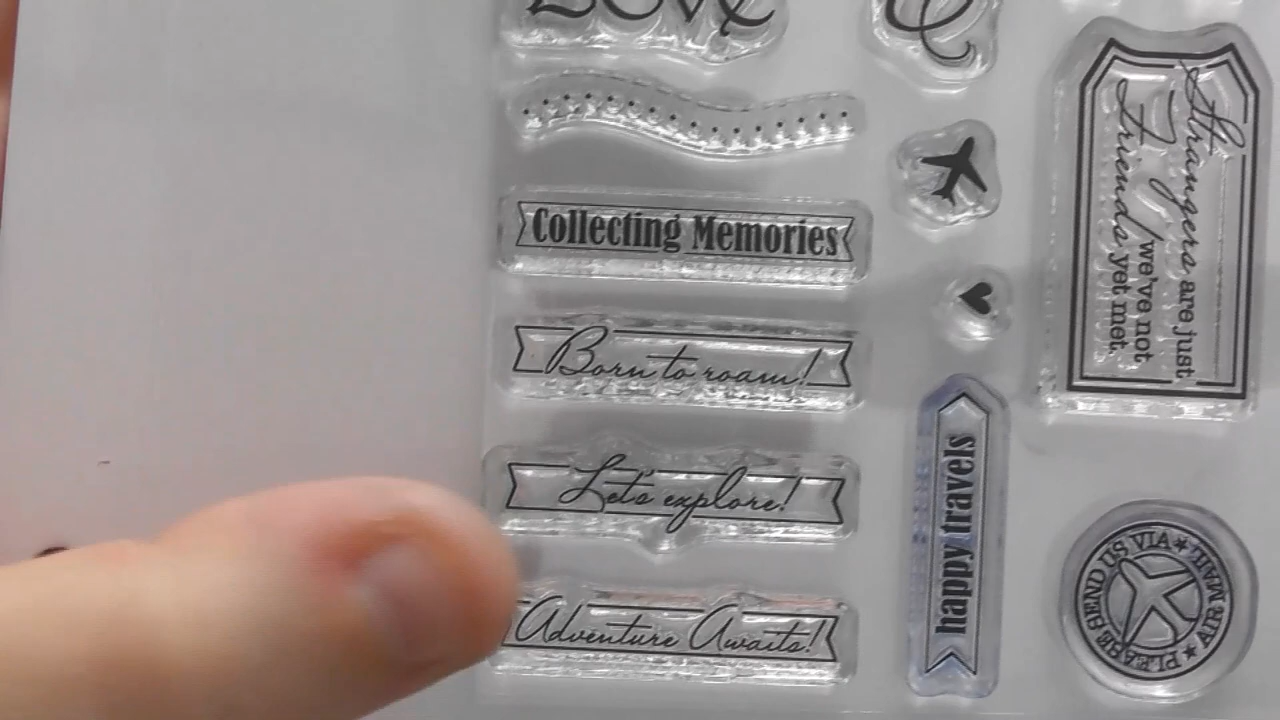 Love
Collecting Memories
Born to roam!
Let's explore!
Adventure Awaits!
happy travels
Strangers are just
Friends we've not
yet met.
PLEASE SEND US VIA ★ AIR MAIL ★